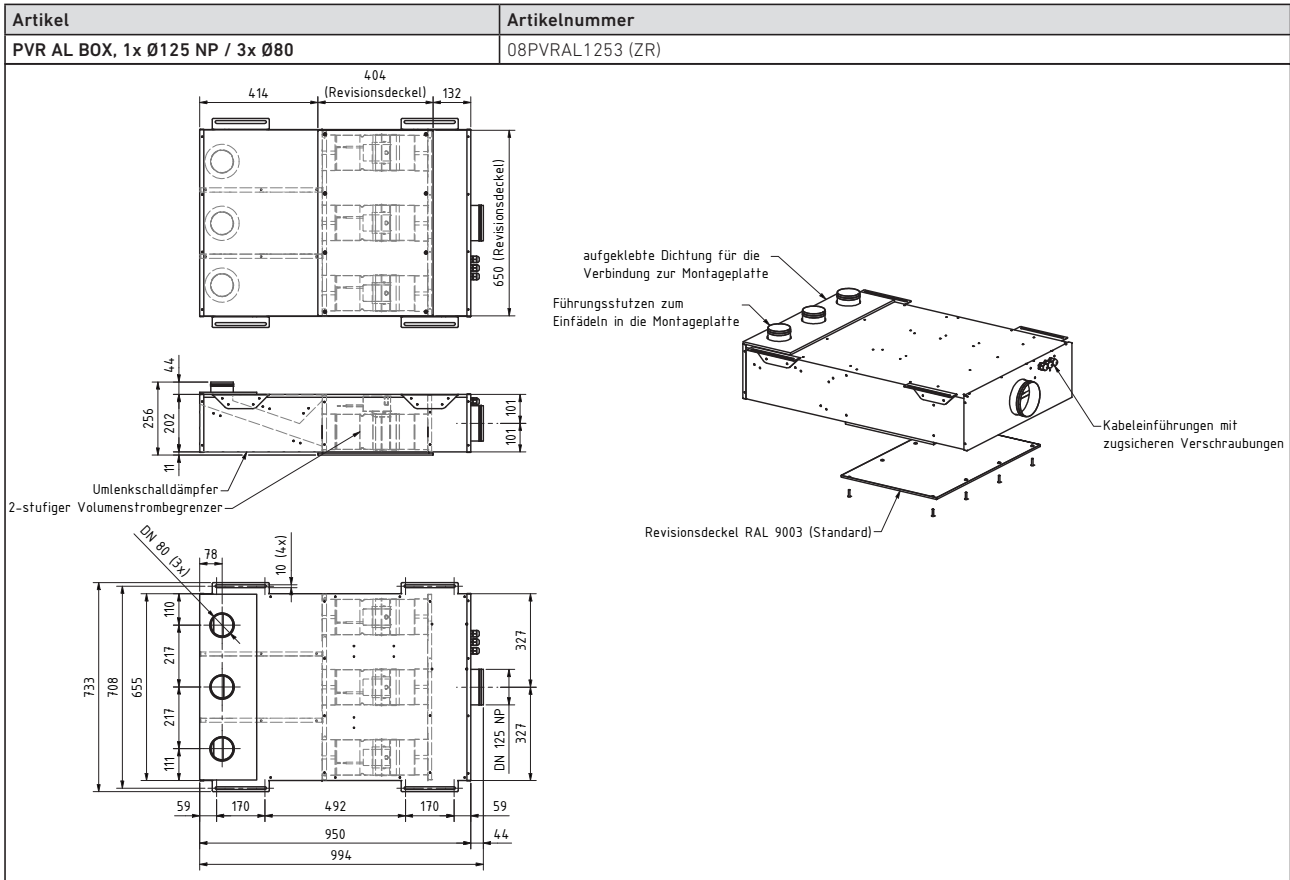 Artikel
Artikelnummer
PVR AL BOX, 1x Ø125 NP / 3x Ø80
08PVRAL1253 (ZR)
404
414
(Revisionsdeckel)
132
650 (Revisionsdeckel)
44
256
202
11
101
101
Umlenkschalldämpfer
2-stufiger Volumenstrombegrenzer
aufgeklebte Dichtung für die
Verbindung zur Montageplatte
Führungsstutzen zum
Einfädeln in die Montageplatte
Kabeleinführungen mit
zugsicheren Verschraubungen
Revisionsdeckel RAL 9003 (Standard)
DN 80 (3x)
78
10 (4x)
110
217
217
111
733
708
655
327
327
DN 125 NP
59
170
492
170
59
950
44
994